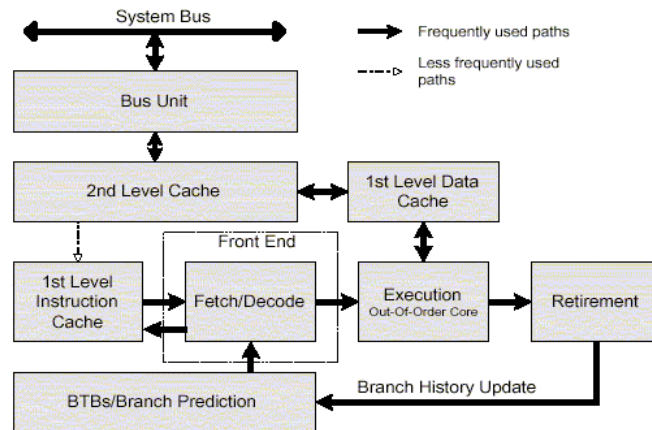 System Bus
Frequently used paths
Less frequently used
paths
Bus Unit
2nd Level Cache
1st Level Data
Cache
Front End
1st Level
Instruction
Cache
Fetch/Decode
Execution
Out-Of-Order Core
Retirement
BTBs/Branch Prediction
Branch History Update